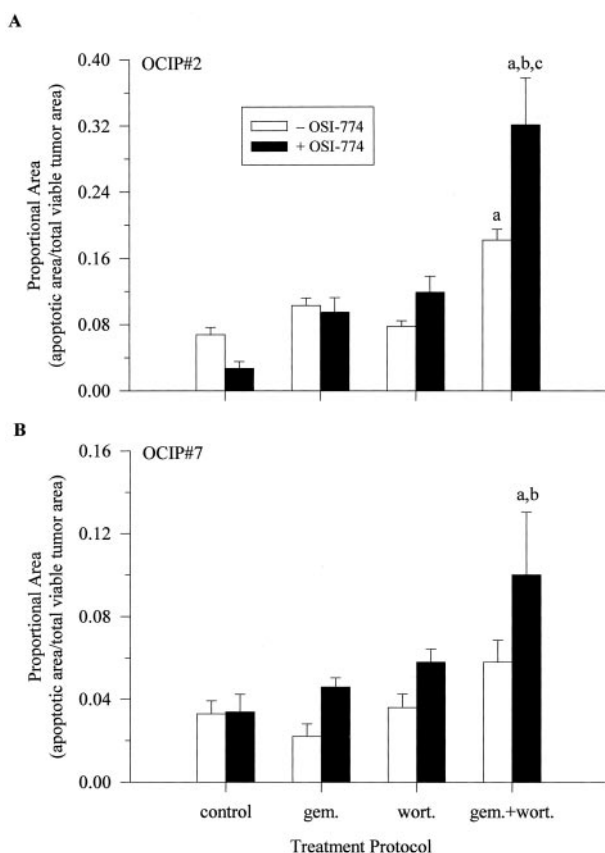 A
OCIP#2
– OSI-774
+ OSI-774
a,b,c
a
0.40
0.32
0.24
0.16
0.08
0.00
Proportional Area
(apoptotic area/total viable tumor area)
B
OCIP#7
a,b
0.16
0.12
0.08
0.04
0.00
Proportional Area
(apoptotic area/total viable tumor area)
control gem. wort. gem.+wort.
Treatment Protocol